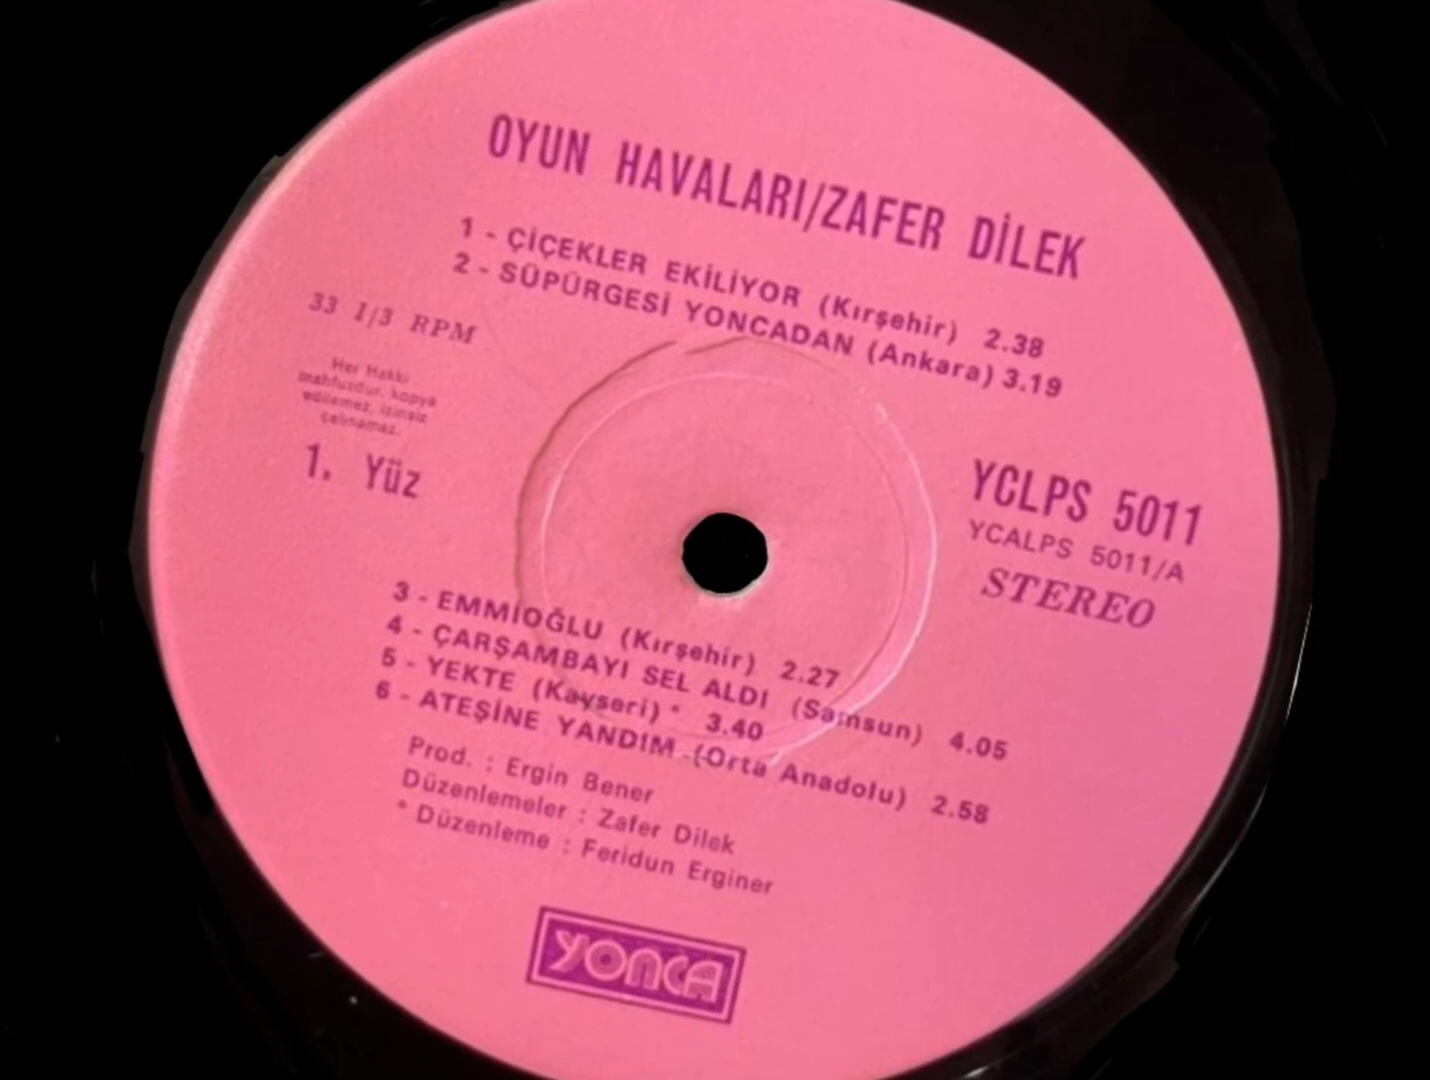 OYUN HAVALARI/ZAFER DİLEK
1 - ÇİÇEKLER EKİLİYOR (Kırşehir) 2.38
2 - SÜPÜRGESİ YONCADAN (Ankara) 3.19
33 1/3 RPM
Her Hakkı
mahfuzdur, kopya
edilemez, izinsiz
çalınamaz.
1. Yüz
YCLPS 5011
YCALPS 5011/A
STEREO
3 - EMMİOĞLU (Kırşehir) 2.27
4 - ÇARŞAMBAYI SEL ALDI (Samsun) 4.05
5 - YEKTE (Kayseri) * 3.40
6 - ATEŞİNE YANDIM (Orta Anadolu) 2.58
Prod. : Ergin Bener
Düzenlemeler : Zafer Dilek
* Düzenleme : Feridun Erginer
YONCA